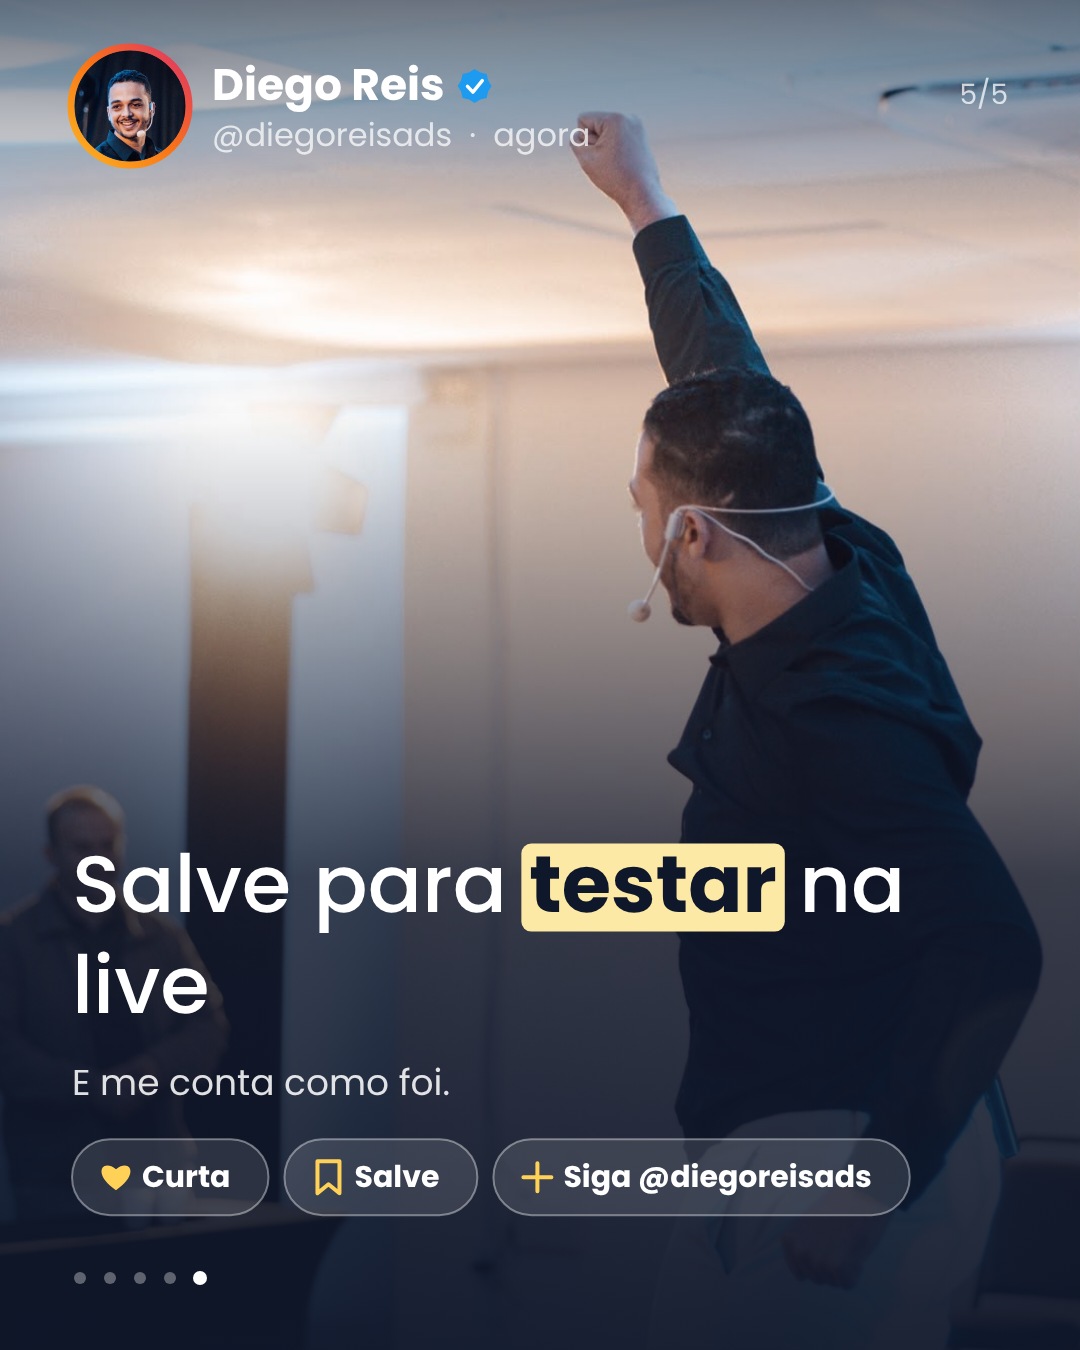 Diego Reis
@diegoreisads · agora
5/5
Salve para testar na
live
E me conta como foi.
Curta
Salve
Siga @diegoreisads